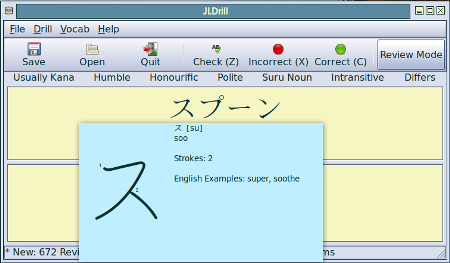 JLDrill
File Drill Vocab Help
Save Open Quit Check (Z) Incorrect (X) Correct (C) Review Mode
Usually Kana Humble Honourific Polite Suru Noun Intransitive Differs
スプーン
ス [su]
soo
Strokes: 2
English Examples: super, soothe
ス
1
2
* New: 672 Revi
ms